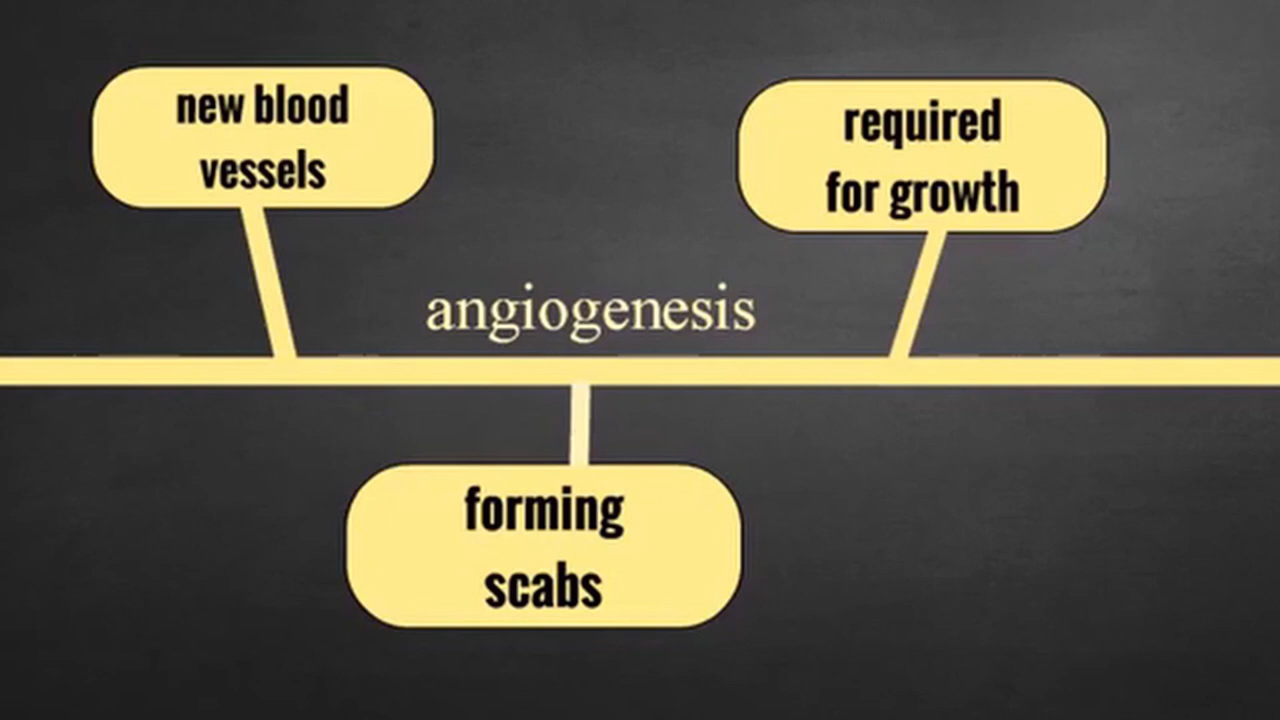 new blood
vessels
required
for growth
angiogenesis
forming
scabs